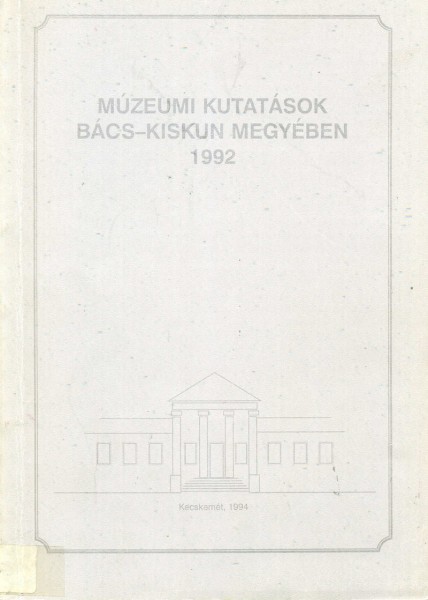 MÚZEUMI KUTATÁSOK
BÁCS–KISKUN MEGYÉBEN
1992
Kecskemét, 1994